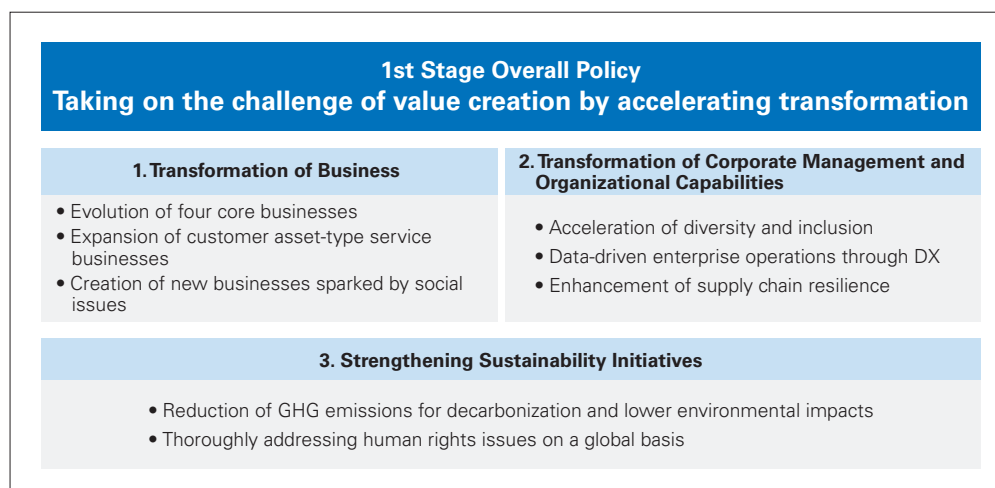 1st Stage Overall Policy
Taking on the challenge of value creation by accelerating transformation
1. Transformation of Business
• Evolution of four core businesses
• Expansion of customer asset-type service
businesses
• Creation of new businesses sparked by social
issues
2. Transformation of Corporate Management and
Organizational Capabilities
• Acceleration of diversity and inclusion
• Data-driven enterprise operations through DX
• Enhancement of supply chain resilience
3. Strengthening Sustainability Initiatives
• Reduction of GHG emissions for decarbonization and lower environmental impacts
• Thoroughly addressing human rights issues on a global basis